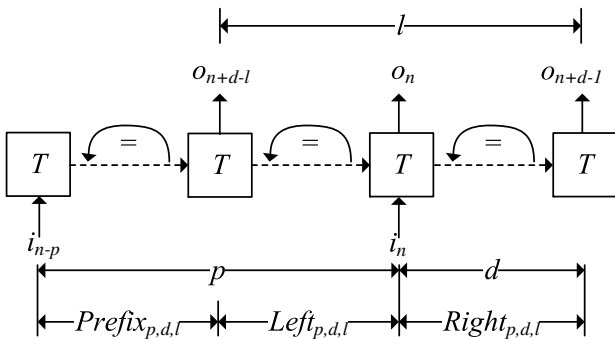 l
o_{n+d-l} o_n o_{n+d-1}
= = =
T T T T
i_{n-p} i_n
p d
Prefix_{p,d,l} Left_{p,d,l} Right_{p,d,l}